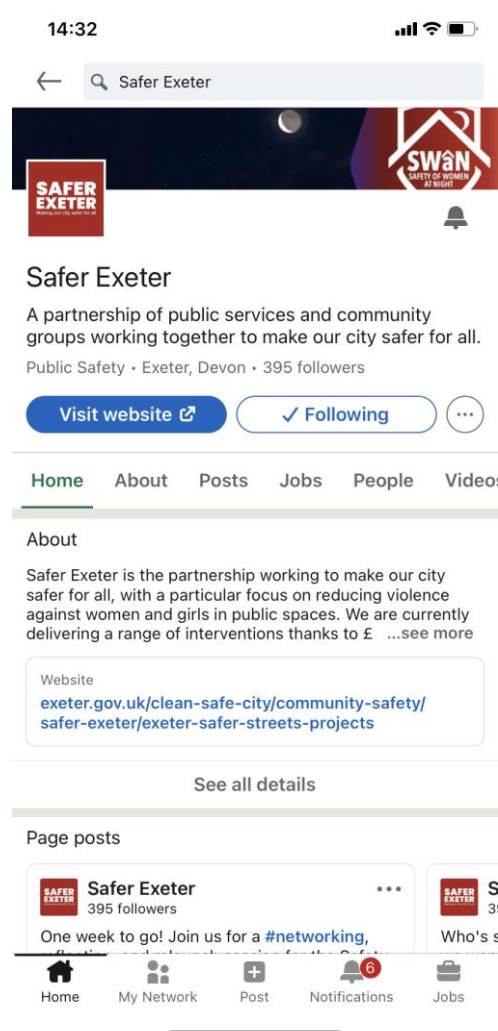 14:32
Safer Exeter
SWaN
SAFETY OF WOMEN
AT NIGHT
SAFER
EXETER
Making our city safer for all
Safer Exeter
A partnership of public services and community
groups working together to make our city safer for all.
Public Safety • Exeter, Devon • 395 followers
Visit website
Following
Home About Posts Jobs People Videos
About
Safer Exeter is the partnership working to make our city
safer for all, with a particular focus on reducing violence
against women and girls in public spaces. We are currently
delivering a range of interventions thanks to £ ...see more
Website
exeter.gov.uk/clean-safe-city/community-safety/
safer-exeter/exeter-safer-streets-projects
See all details
Page posts
SAFER
EXETER
Safer Exeter
395 followers
One week to go! Join us for a #networking,
SAFER
EXETER
S
39
Who's s
6
Home My Network Post Notifications Jobs